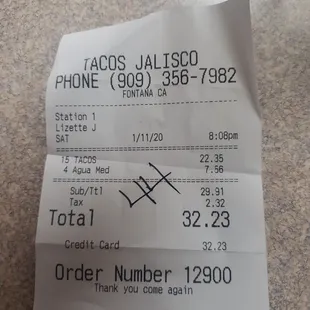 TACOS JALISCO
PHONE (909) 356-7982
FONTANA CA
Station 1
Lizette J
SAT 1/11/20 8:08pm
15 TACOS 22.35
4 Agua Med 7.56
Sub/Ttl 29.91
Tax 2.32
44
Total 32.23
Credit Card 32.23
Order Number 12900
Thank you come again